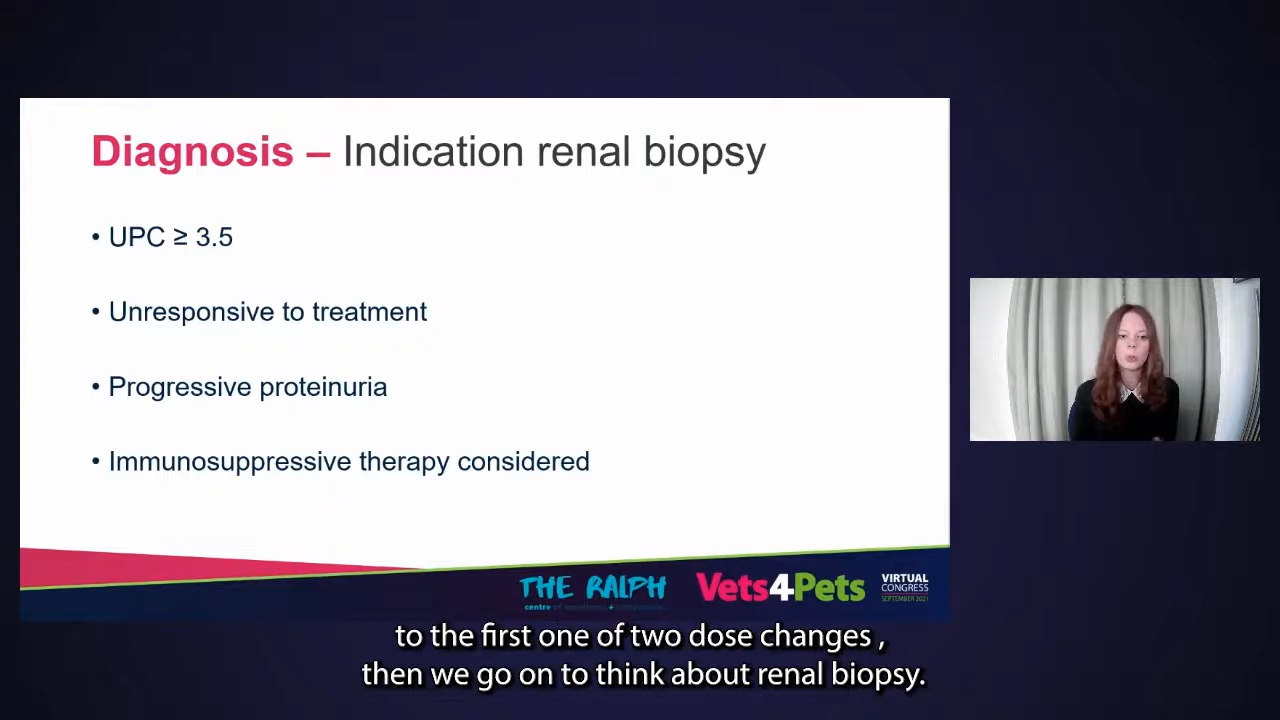 Diagnosis – Indication renal biopsy
• UPC ≥ 3.5
• Unresponsive to treatment
• Progressive proteinuria
• Immunosuppressive therapy considered
THE RALPH
centre of excellence + compassion
Vets4Pets
VIRTUAL
CONGRESS
SEPTEMBER 2021
to the first one of two dose changes ,
then we go on to think about renal biopsy.